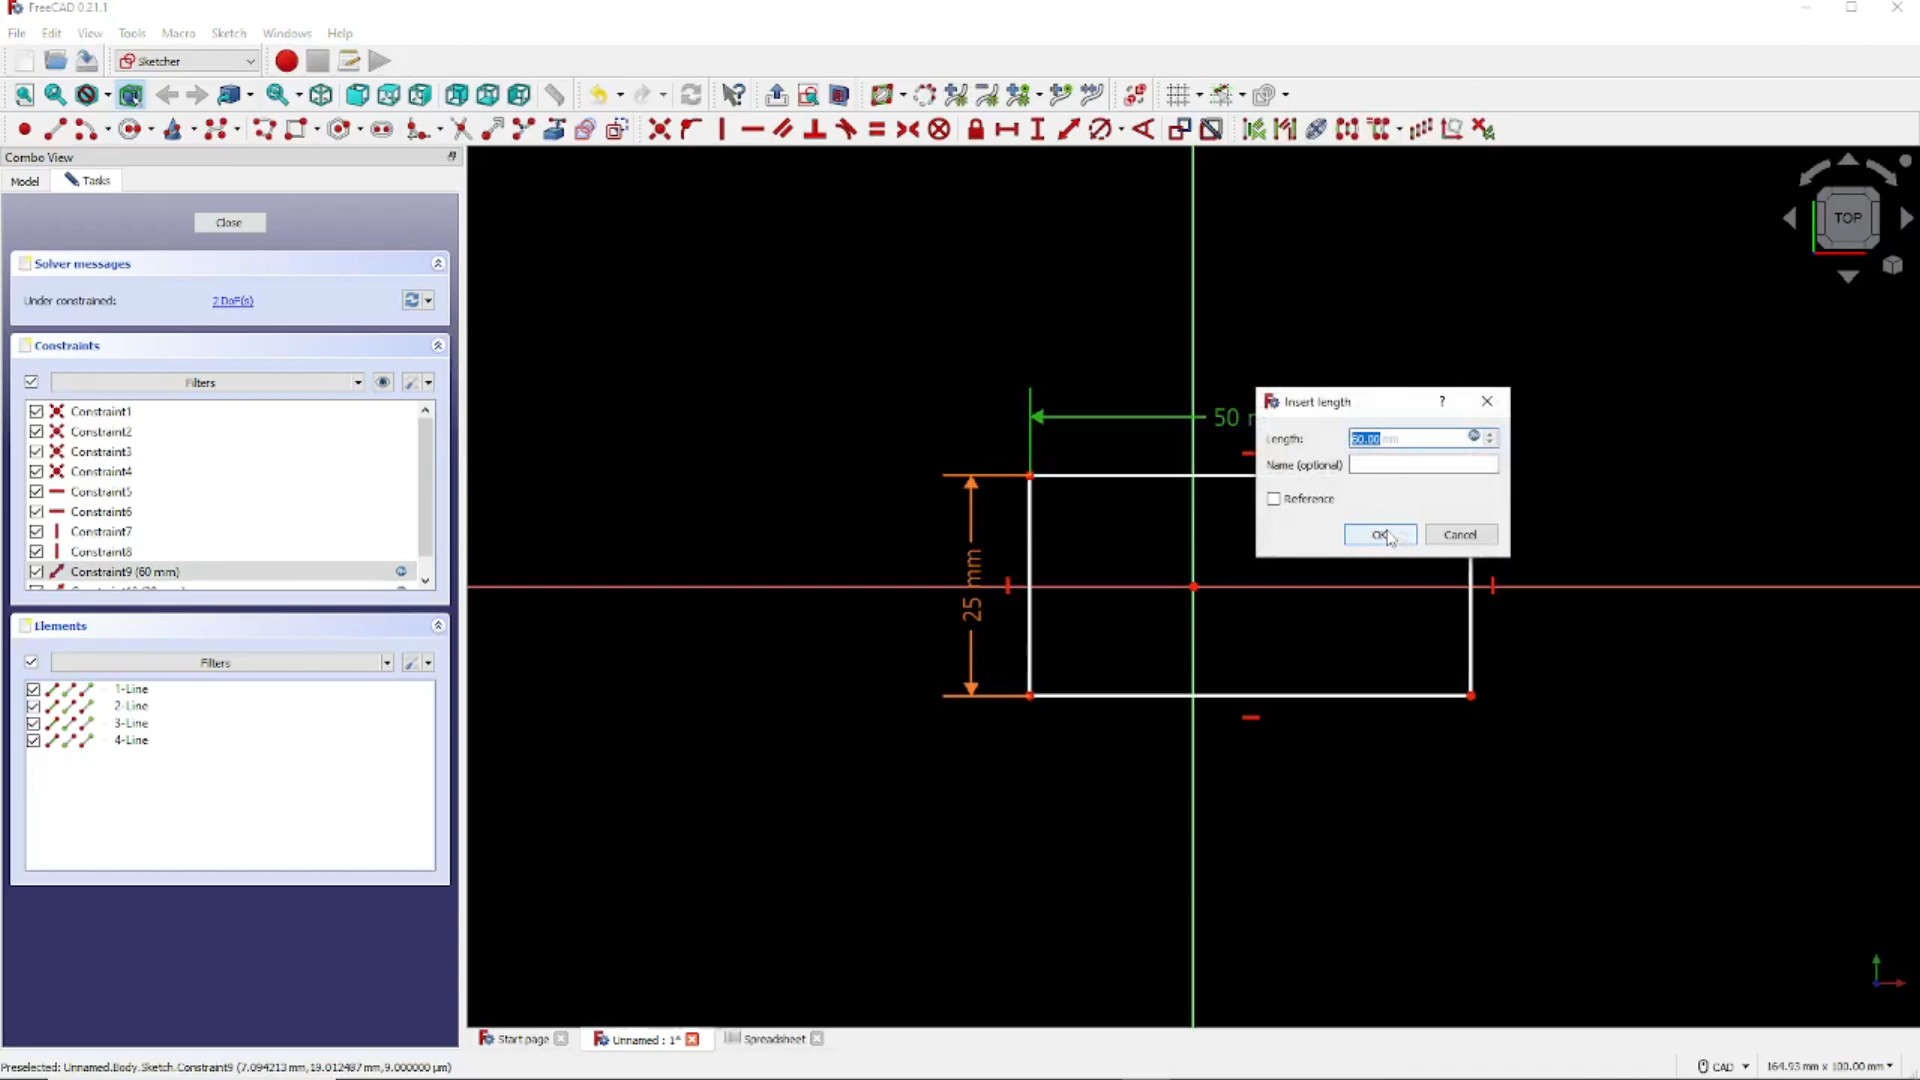 FreeCAD 0.21.1
File Edit View Tools Macro Sketch Windows Help
Sketcher
Combo View
Model Tasks
Close
Solver messages
Under constrained: 2 DoF(s)
Constraints
Filters
Constraint1
Constraint2
Constraint3
Constraint4
Constraint5
Constraint6
Constraint7
Constraint8
Constraint9 (60 mm)
Elements
Filters
1-Line
2-Line
3-Line
4-Line
TOP
50
25 mm
Insert length ?
Length: mm
Name (optional)
Reference
OK Cancel
Start page Unnamed : 1* Spreadsheet
Preselected: Unnamed.Body.Sketch.Constraint9 (7.094213 mm,19.012487 mm,9.000000 µm)
CAD 164.93 mm x 100.00 mm